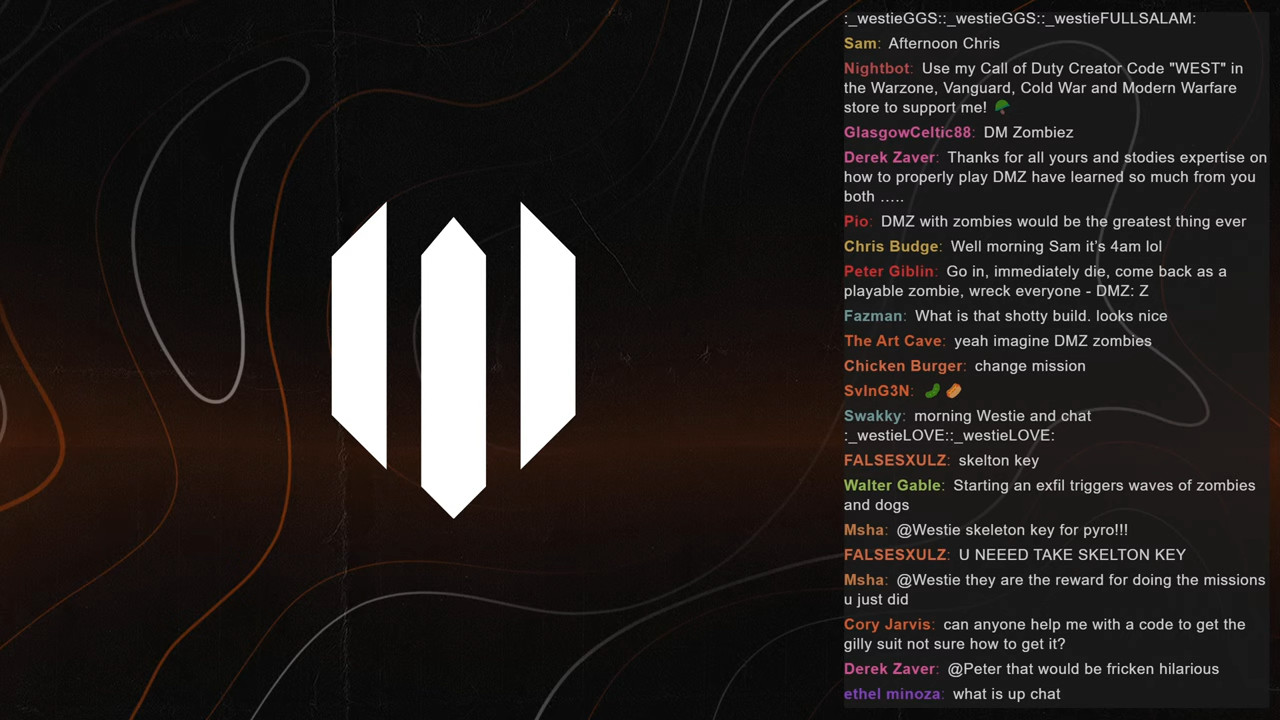 :_westieGGS::_westieGGS::_westieFULLSALAM:
Sam: Afternoon Chris
Nightbot: Use my Call of Duty Creator Code "WEST" in
the Warzone, Vanguard, Cold War and Modern Warfare
store to support me! 🪂
GlasgowCeltic88: DM Zombiez
Derek Zaver: Thanks for all yours and stodies expertise on
how to properly play DMZ have learned so much from you
both …..
Pio: DMZ with zombies would be the greatest thing ever
Chris Budge: Well morning Sam it's 4am lol
Peter Giblin: Go in, immediately die, come back as a
playable zombie, wreck everyone - DMZ: Z
Fazman: What is that shotty build. looks nice
The Art Cave: yeah imagine DMZ zombies
Chicken Burger: change mission
SvInG3N: 🥒 🌭
Swakky: morning Westie and chat
:_westieLOVE::_westieLOVE:
FALSESXULZ: skelton key
Walter Gable: Starting an exfil triggers waves of zombies
and dogs
Msha: @Westie skeleton key for pyro!!!
FALSESXULZ: U NEEED TAKE SKELTON KEY
Msha: @Westie they are the reward for doing the missions
u just did
Cory Jarvis: can anyone help me with a code to get the
gilly suit not sure how to get it?
Derek Zaver: @Peter that would be fricken hilarious
ethel minoza: what is up chat